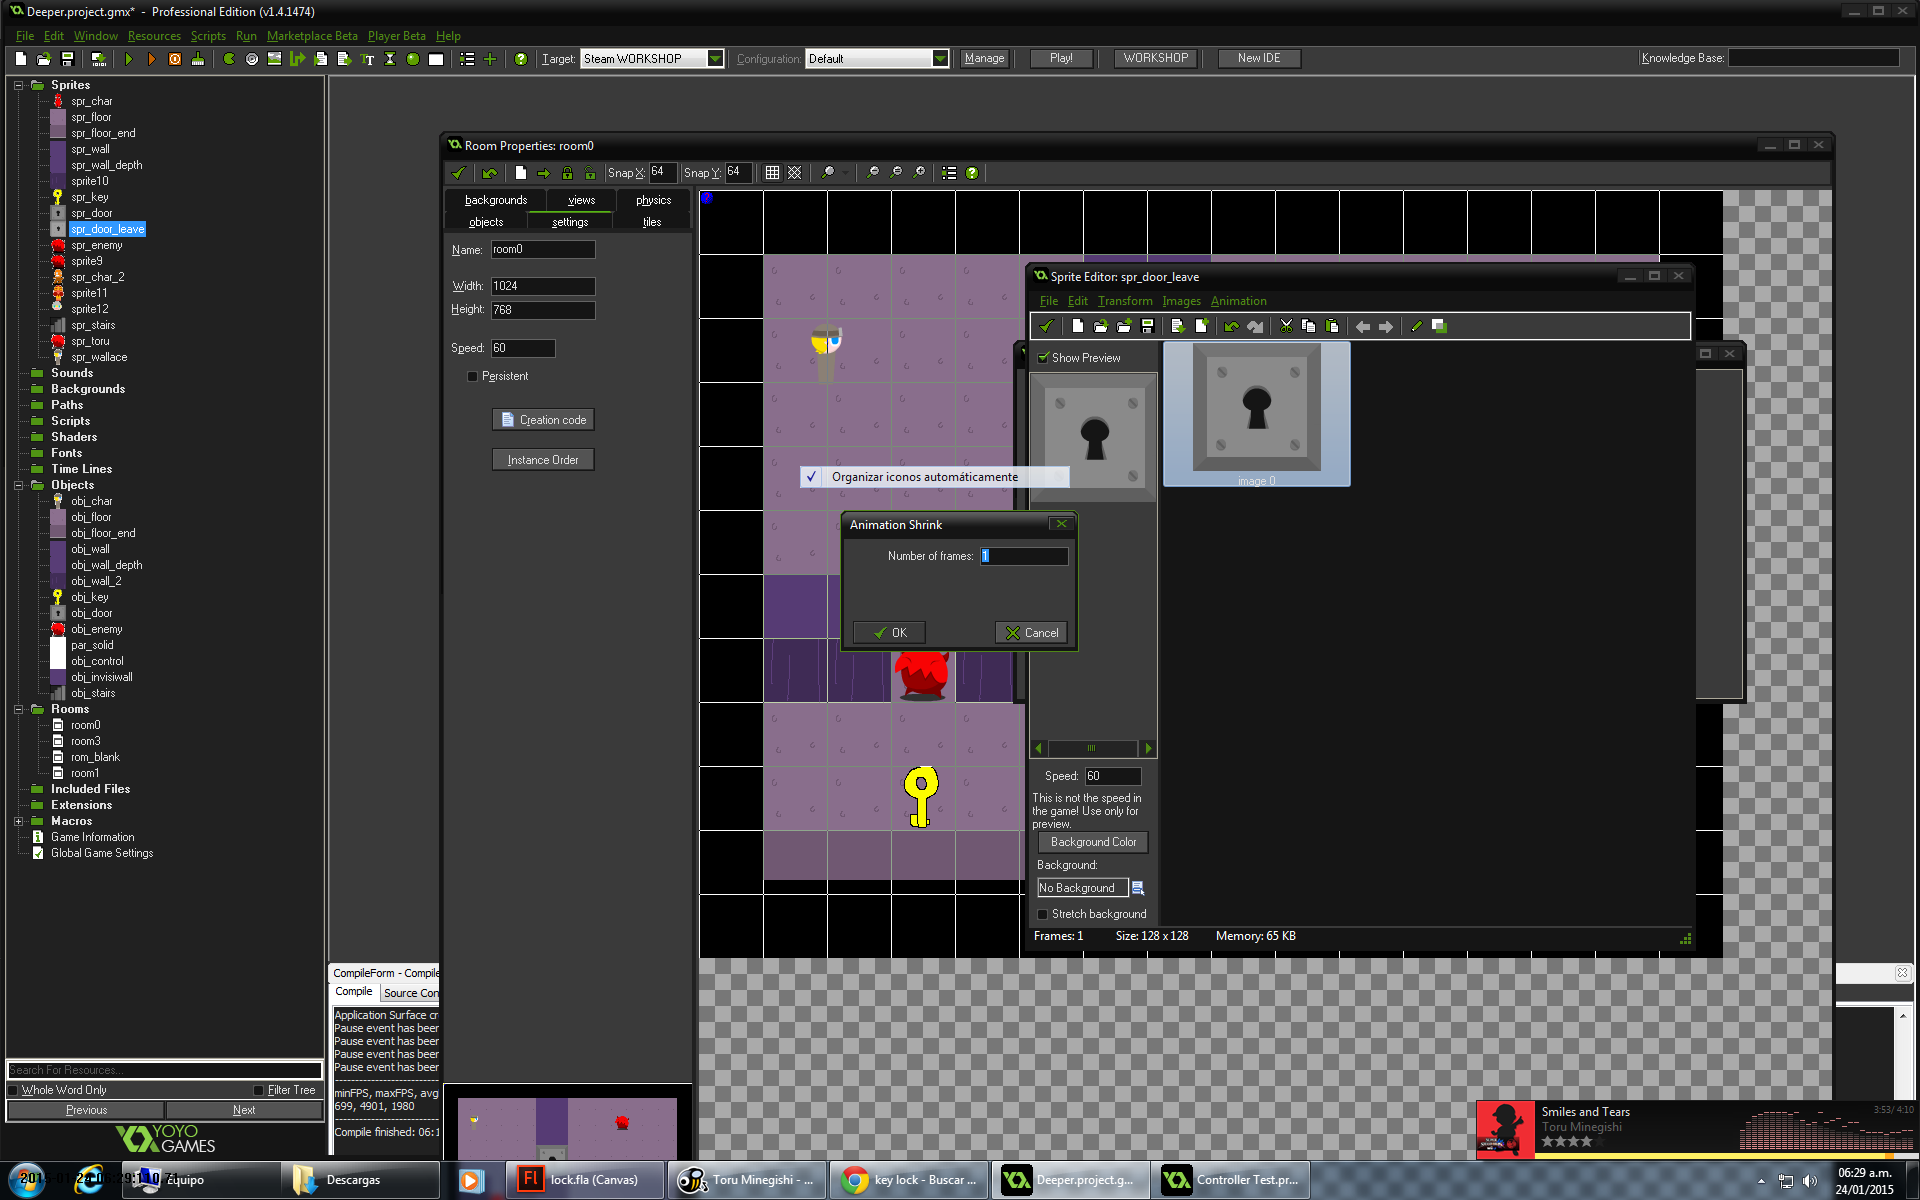 Deeper.project.gmx* - Professional Edition (v1.4.1474)
File Edit Window Resources Scripts Run Marketplace Beta Player Beta Help
Target: Steam WORKSHOP Configuration: Default Manage Play! WORKSHOP New IDE Knowledge Base:
Sprites
spr_char
spr_floor
spr_floor_end
spr_wall
spr_wall_depth
sprite10
spr_key
spr_door
spr_door_leave
spr_enemy
sprite9
spr_char_2
sprite11
sprite12
spr_stairs
spr_toru
spr_wallace
Sounds
Backgrounds
Paths
Scripts
Shaders
Fonts
Time Lines
Objects
obj_char
obj_floor
obj_floor_end
obj_wall
obj_wall_depth
obj_wall_2
obj_key
obj_door
obj_enemy
par_solid
obj_control
obj_invisiwall
obj_stairs
Rooms
room0
room3
rom_blank
room1
Included Files
Extensions
Macros
Game Information
Global Game Settings
Search For Resources...
Whole Word Only Filter Tree
Previous Next
YOYO GAMES
Room Properties: room0
Snap X: 64 Snap Y: 64
backgrounds views physics
objects settings tiles
Name: room0
Width: 1024
Height: 768
Speed: 60
Persistent
Creation code
Instance Order
Organizar iconos automáticamente
Animation Shrink
Number of frames: 1
OK Cancel
Sprite Editor: spr_door_leave
File Edit Transform Images Animation
Show Preview
image 0
Speed: 60
This is not the speed in
the game! Use only for
preview.
Background Color
Background:
No Background
Stretch background
Frames: 1 Size: 128 x 128 Memory: 65 KB
CompileForm - Compile
Compile Source Con
Application Surface cr
Pause event has been
Pause event has been
Pause event has been
Pause event has been
minFPS, maxFPS, avg
699, 4901, 1980
Compile finished: 06:1
Smiles and Tears
Toru Minegishi
3:53/ 4:10
Equipo
Descargas
lock.fla (Canvas)
Toru Minegishi - ...
key lock - Buscar ...
Deeper.project.g...
Controller Test.pr...
06:29 a.m.
24/01/2015